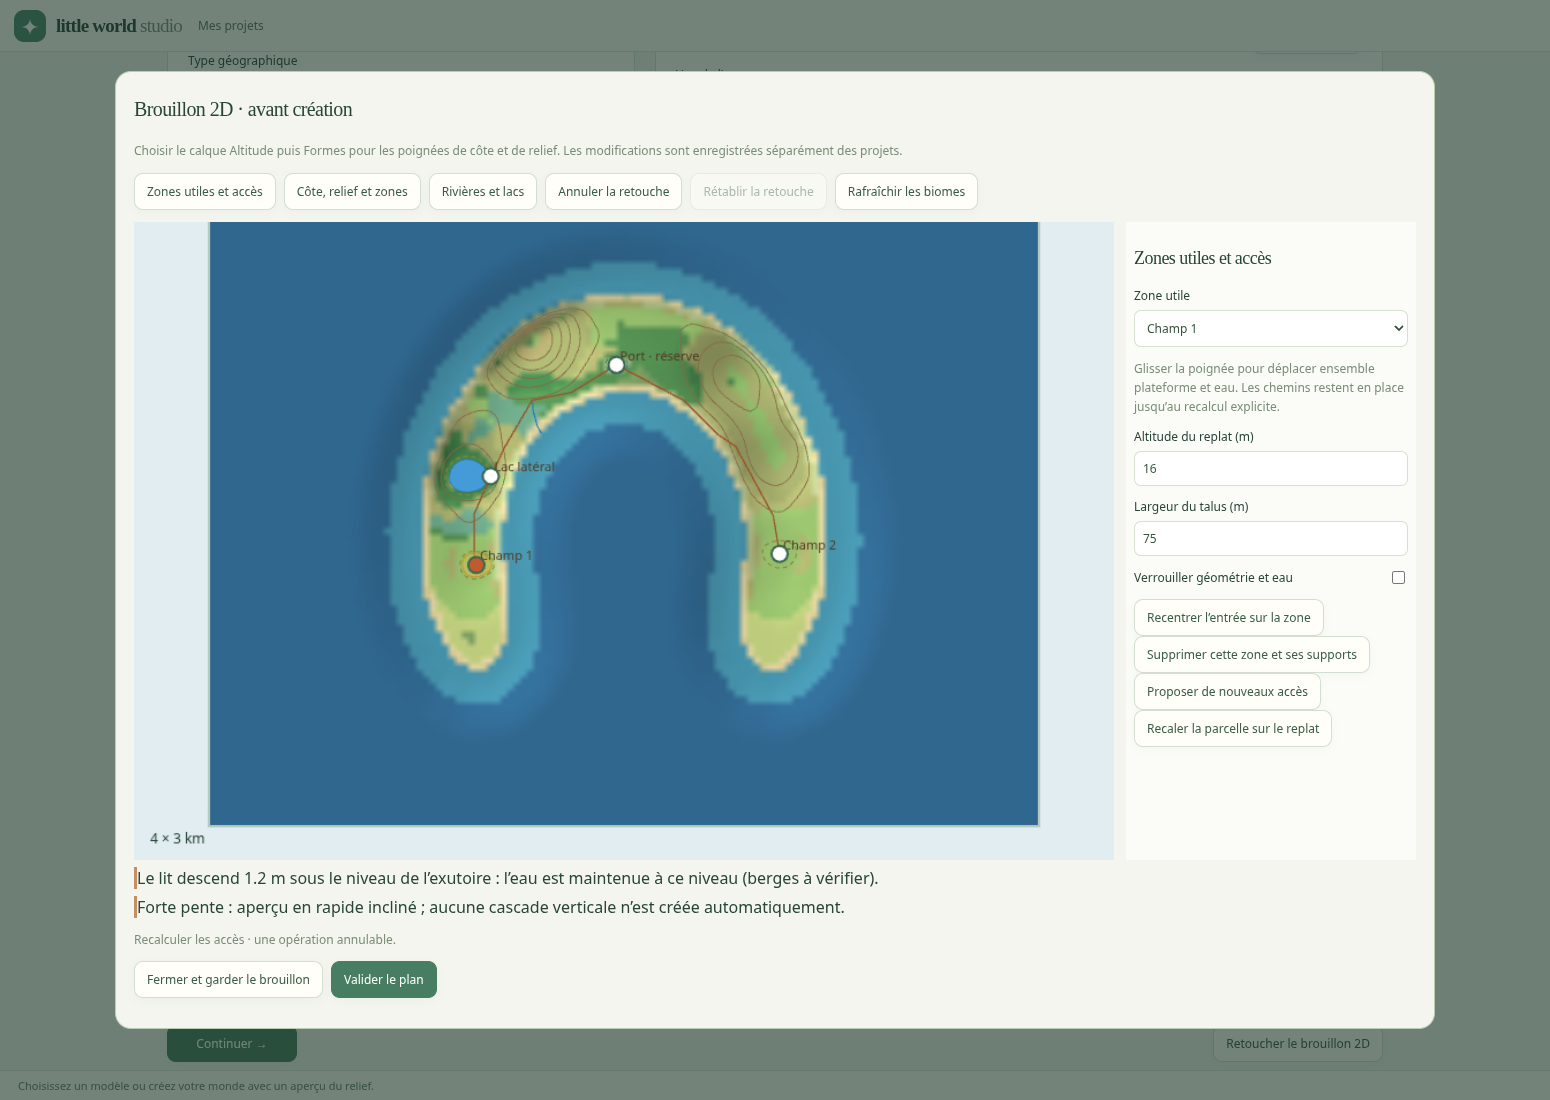 little world studio
Mes projets
Type géographique
Brouillon 2D · avant création
Choisir le calque Altitude puis Formes pour les poignées de côte et de relief. Les modifications sont enregistrées séparément des projets.
Zones utiles et accès
Côte, relief et zones
Rivières et lacs
Annuler la retouche
Rétablir la retouche
Rafraîchir les biomes
Port · réserve
Lac latéral
Champ 2
Champ 1
4 × 3 km
Zones utiles et accès
Zone utile
Champ 1
Glisser la poignée pour déplacer ensemble
plateforme et eau. Les chemins restent en place
jusqu’au recalcul explicite.
Altitude du replat (m)
16
Largeur du talus (m)
75
Verrouiller géométrie et eau
Recentrer l’entrée sur la zone
Supprimer cette zone et ses supports
Proposer de nouveaux accès
Recaler la parcelle sur le replat
Le lit descend 1.2 m sous le niveau de l’exutoire : l’eau est maintenue à ce niveau (berges à vérifier).
Forte pente : aperçu en rapide incliné ; aucune cascade verticale n’est créée automatiquement.
Recalculer les accès · une opération annulable.
Fermer et garder le brouillon
Valider le plan
Continuer →
Retoucher le brouillon 2D
Choisissez un modèle ou créez votre monde avec un aperçu du relief.